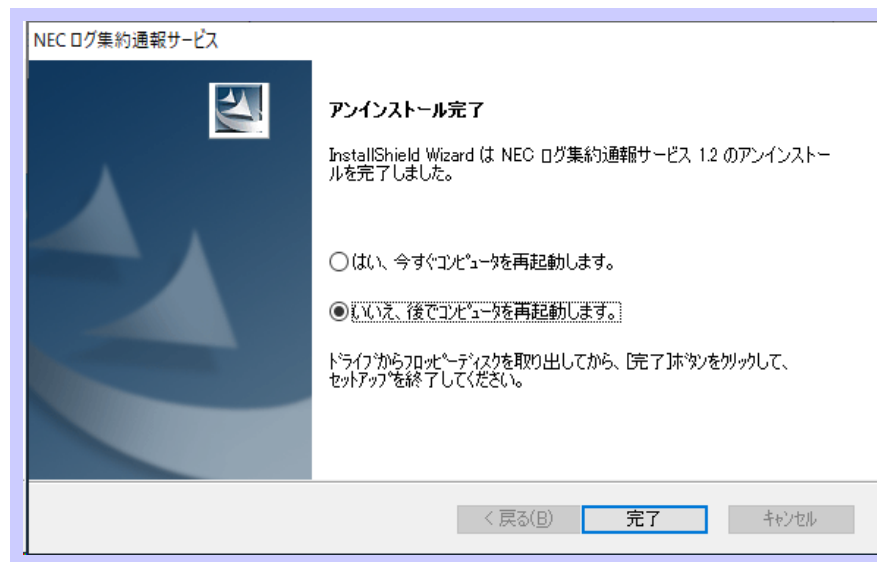 NEC ログ集約通報サービス
アンインストール完了
InstallShield Wizard は NEC ログ集約通報サービス 1.2 のアンインストー
ルを完了しました。
はい、今すぐコンピュータを再起動します。
いいえ、後でコンピュータを再起動します。
ドライブからフロッピーディスクを取り出してから、[完了]ボタンをクリックして、
セットアップを終了してください。
< 戻る(B)
完了
キャンセル